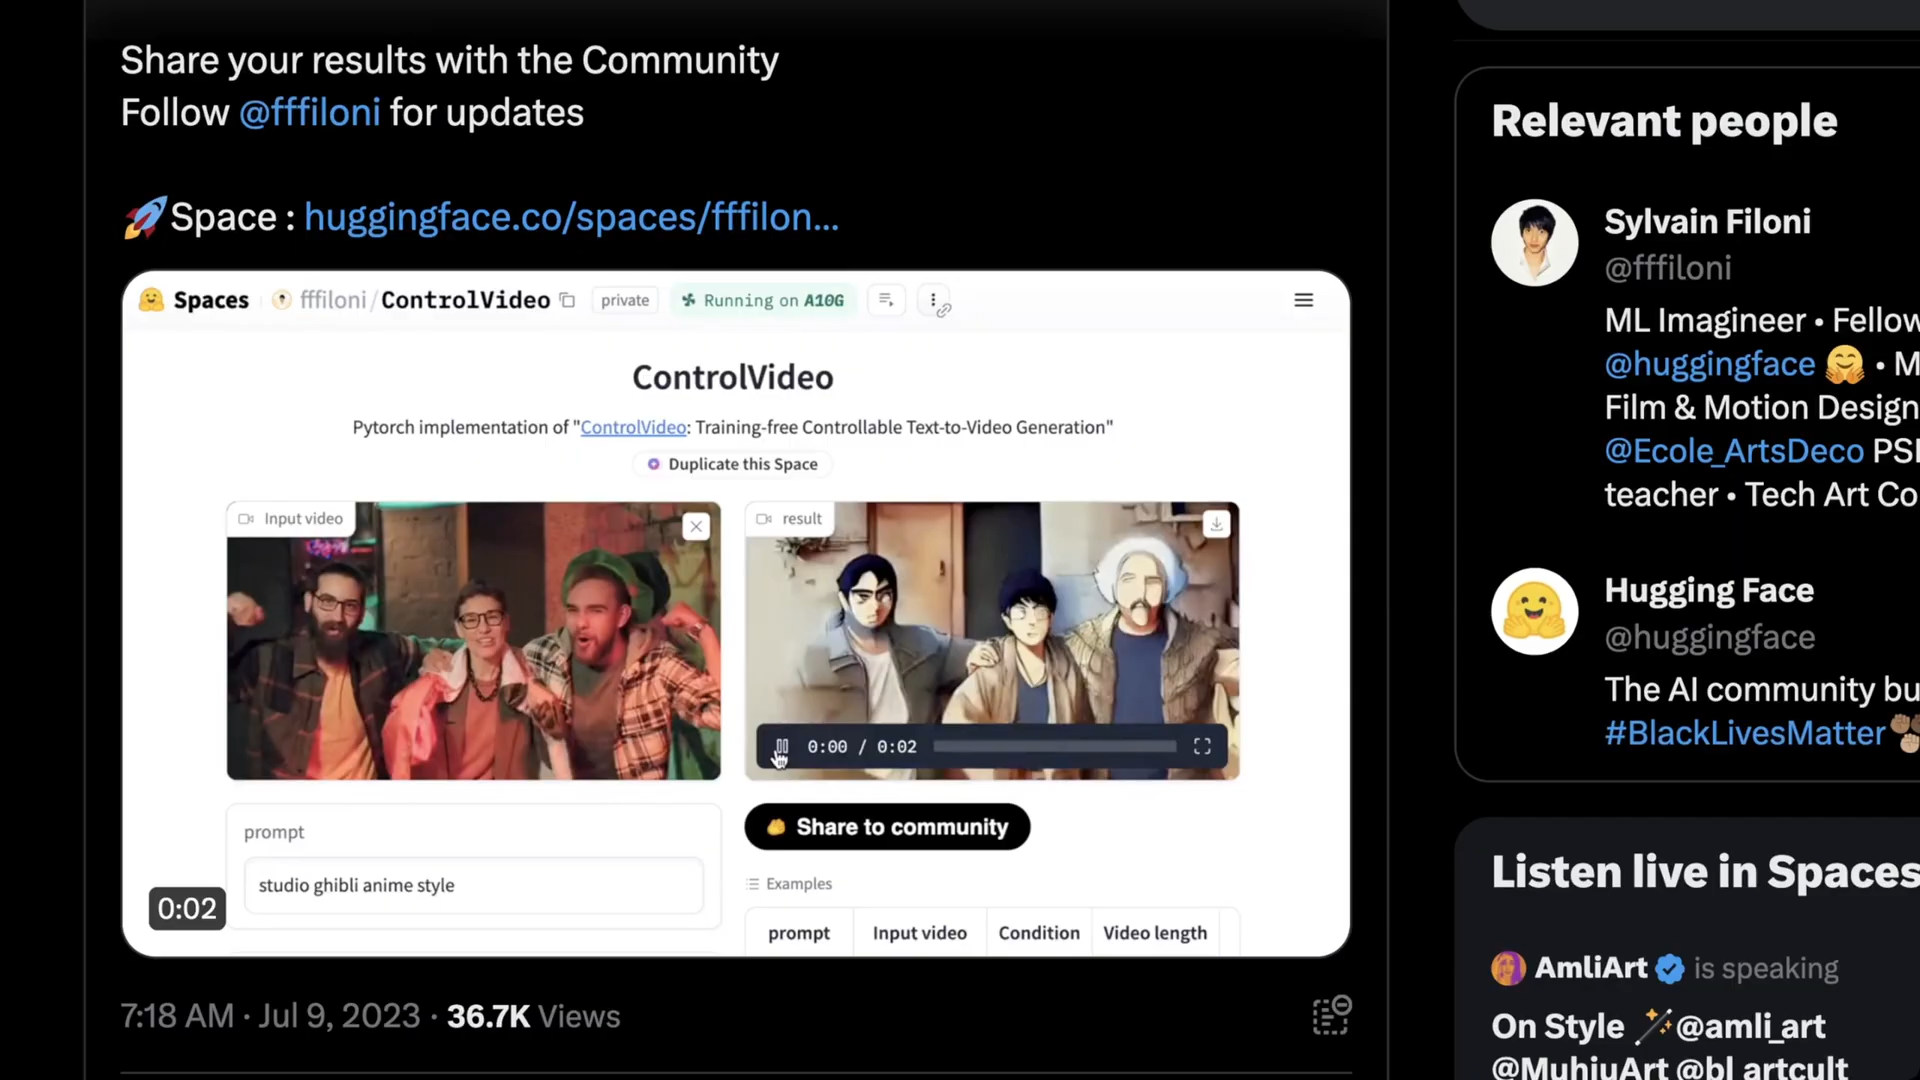 Share your results with the Community
Follow @fffiloni for updates
🚀Space : huggingface.co/spaces/fffilon...
Spaces fffiloni/ControlVideo private Running on A10G
ControlVideo
Pytorch implementation of "ControlVideo: Training-free Controllable Text-to-Video Generation"
Duplicate this Space
Input video
result
0:00 / 0:02
prompt
studio ghibli anime style
Share to community
Examples
prompt Input video Condition Video length
0:02
7:18 AM · Jul 9, 2023 · 36.7K Views
Relevant people
Sylvain Filoni
@fffiloni
ML Imagineer • Fellow
@huggingface 🤗 • M
Film & Motion Design
@Ecole_ArtsDeco PSL
teacher • Tech Art Co
Hugging Face
@huggingface
The AI community bu
#BlackLivesMatter
Listen live in Spaces
AmliArt is speaking
On Style @amli_art
@MuhiuArt @bl_artcult